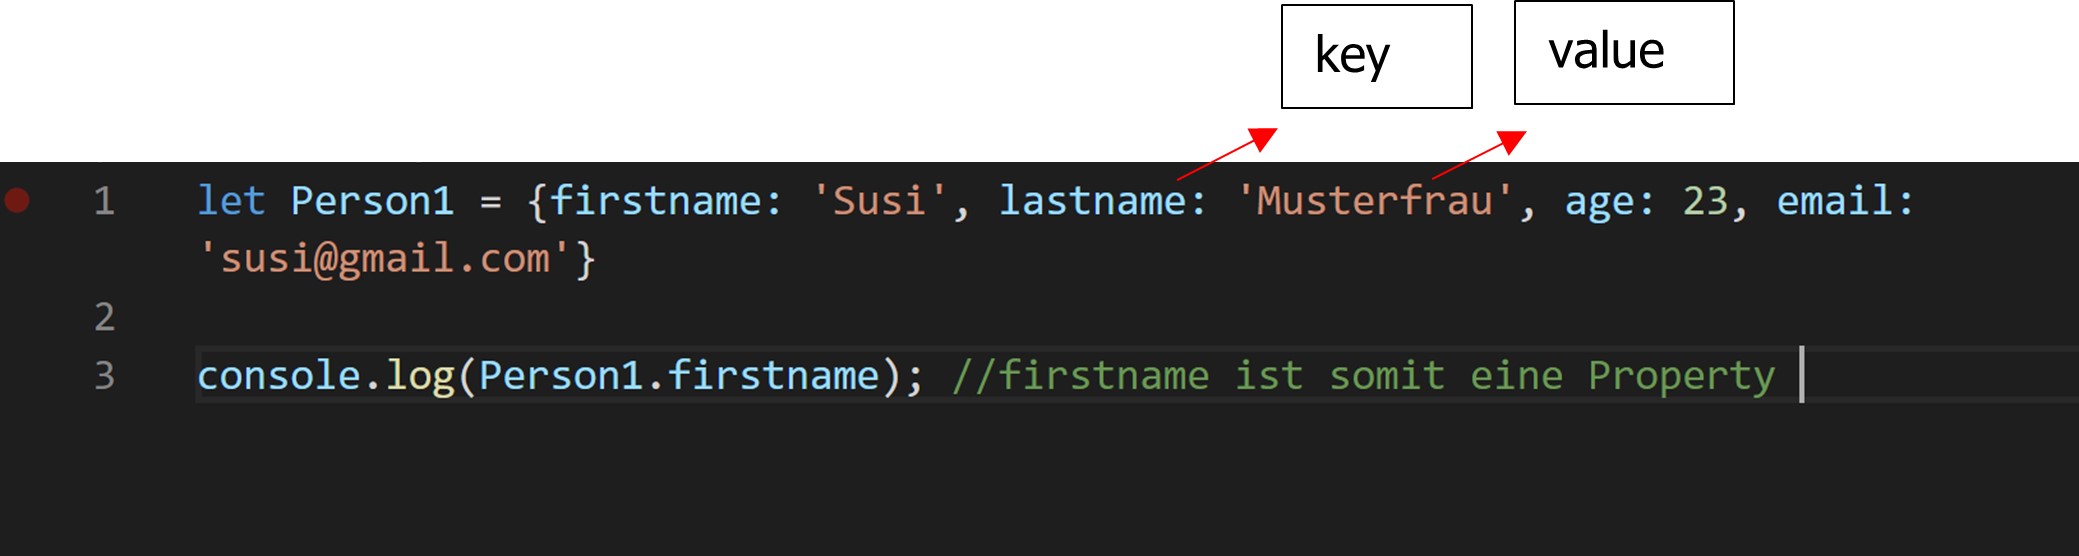 key
value
1 let Person1 = {firstname: 'Susi', lastname: 'Musterfrau', age: 23, email:
'susi@gmail.com'}
2
3 console.log(Person1.firstname); //firstname ist somit eine Property